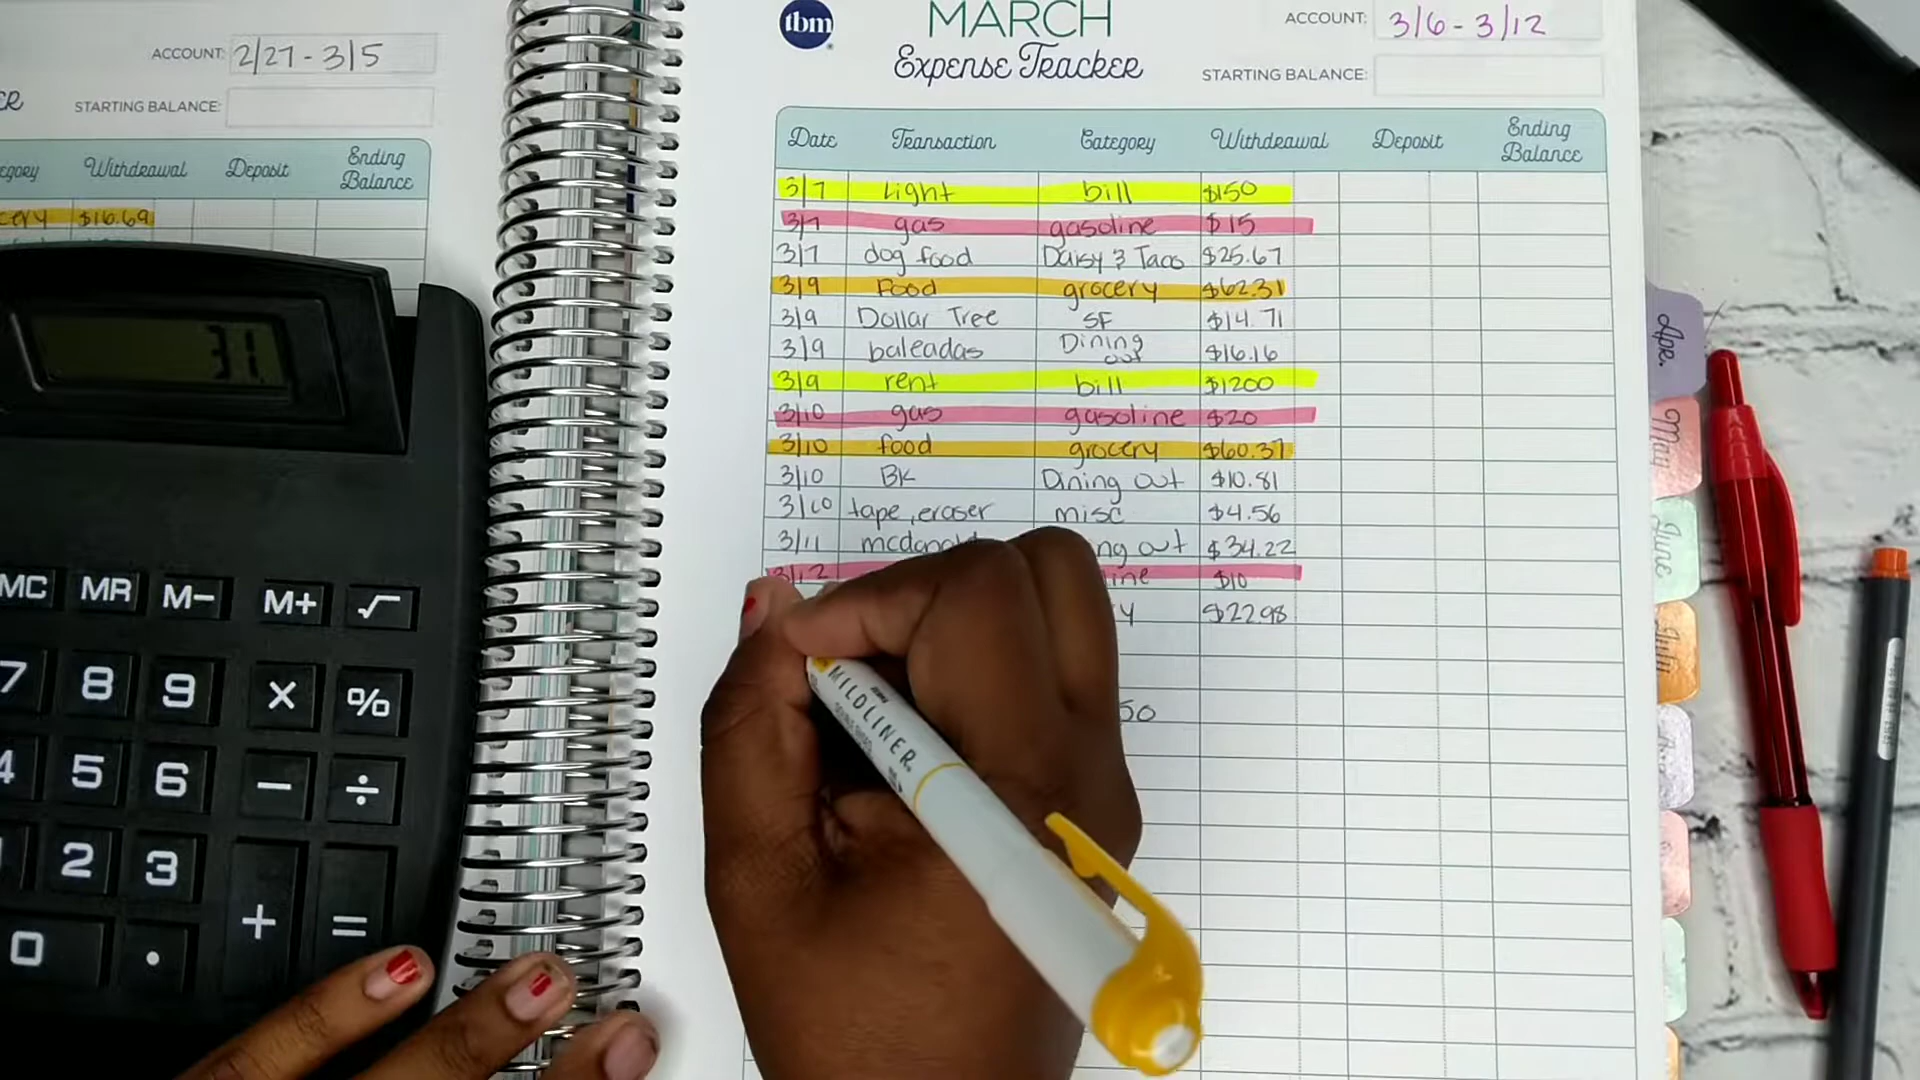 ACCOUNT: 2/27 - 3/5
STARTING BALANCE:
Withdrawal Deposit Ending Balance
$16.69
tbm
MARCH
Expense Tracker
ACCOUNT: 3/6 - 3/12
STARTING BALANCE:
Date Transaction Category Withdrawal Deposit Ending Balance
3/7 Light bill $150
3/7 gas gasoline $15
3/7 dog food Daisy & Taco $25.67
3/9 Food grocery $62.31
3/9 Dollar Tree SF $14.71
3/9 baleadas Dining out $16.16
3/9 rent bill $1200
3/10 gas gasoline $20
3/10 food grocery $60.37
3/10 BK Dining out $10.81
3/10 tape, eraser misc $4.56
3/11 out $34.22
3/12 $10
$22.98
50
31
MC MR M- M+ √
7 8 9 × %
4 5 6 − ÷
2 3
0 . + =
MILDLINER
Apr.
May
June
July